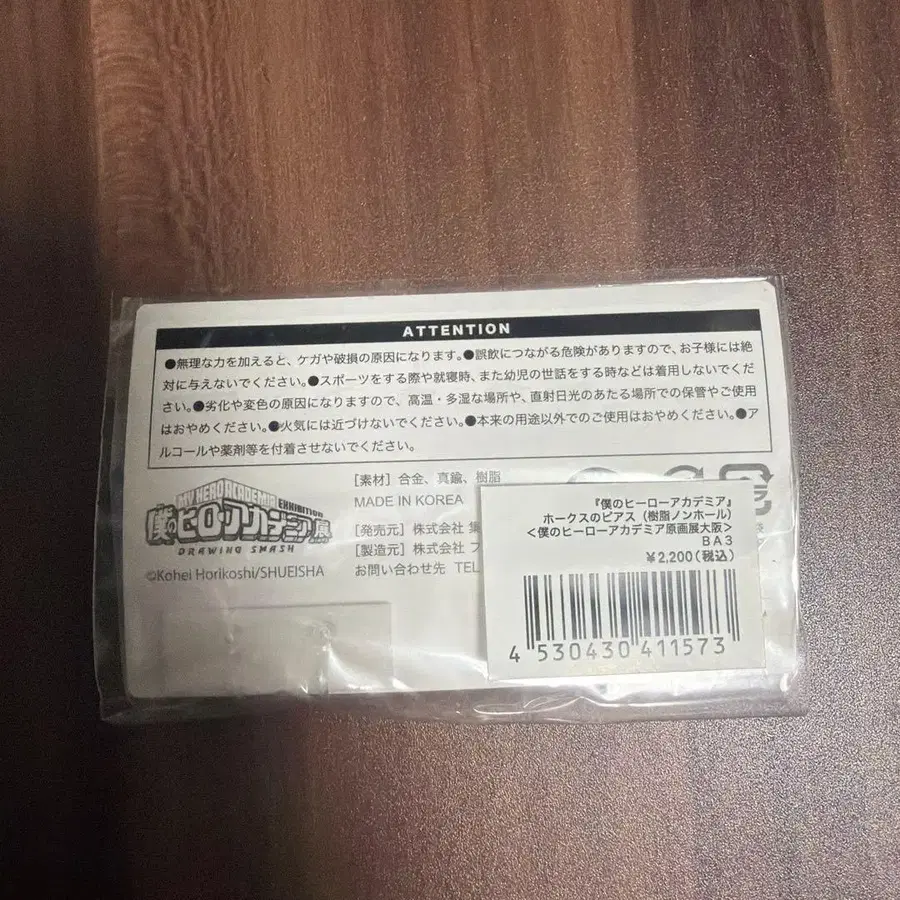 ATTENTION
●無理な力を加えると、ケガや破損の原因になります。●誤飲につながる危険がありますので、お子様には絶
対に与えないでください。●スポーツをする際や就寝時、また幼児の世話をする時などは着用しないでくだ
さい。●劣化や変色の原因になりますので、高温・多湿な場所や、直射日光のあたる場所での保管やご使用
はおやめください。●火気には近づけないでください。●本来の用途以外でのご使用はおやめください。●ア
ルコールや薬剤等を付着させないでください。
MY HERO ACADEMIA EXHIBITION
僕のヒーローアカデミア展
DRAWING SMASH
©Kohei Horikoshi/SHUEISHA
[素材] 合金、真鍮、樹脂
MADE IN KOREA
[発売元] 株式会社 集
[製造元] 株式会社 フ
お問い合わせ先 TEL
『僕のヒーローアカデミア』
ホークスのピアス (樹脂ノンホール)
<僕のヒーローアカデミア原画展大阪>
BA3
¥2,200(税込)
4 530430 411573